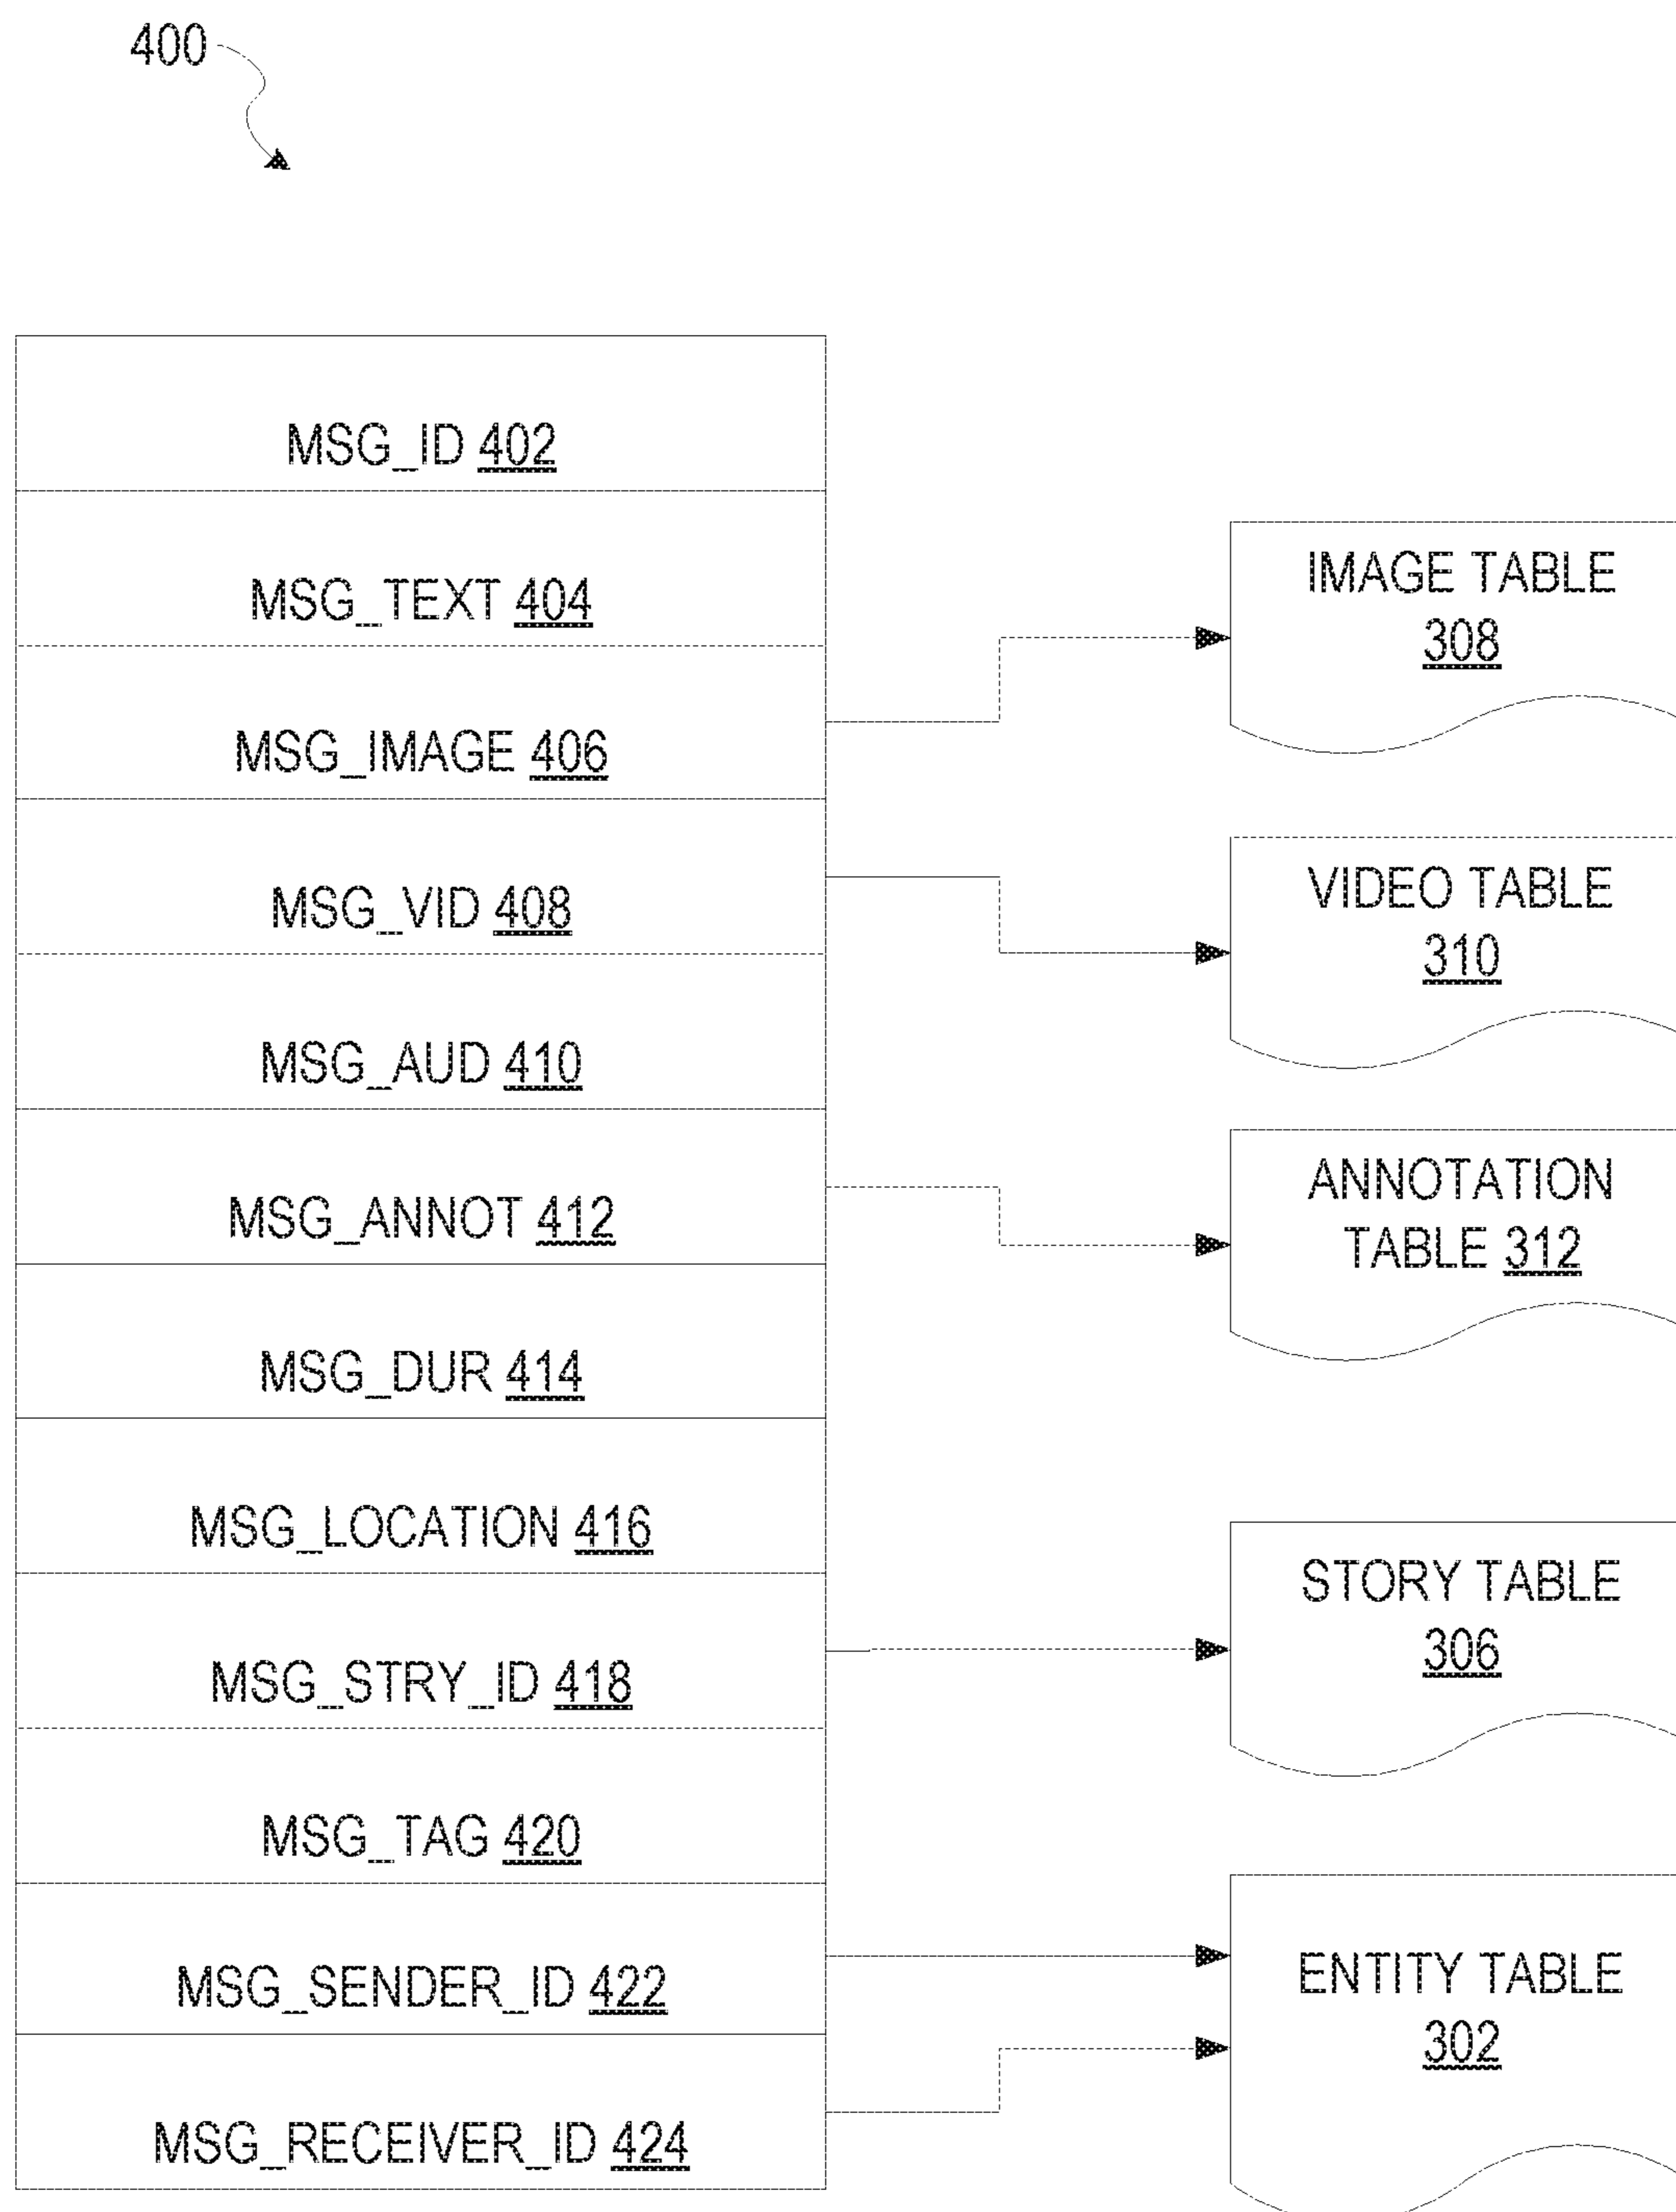 400
MSG_ID 402
MSG_TEXT 404
MSG_IMAGE 406
MSG_VID 408
MSG_AUD 410
MSG_ANNOT 412
MSG_DUR 414
MSG_LOCATION 416
MSG_STRY_ID 418
MSG_TAG 420
MSG_SENDER_ID 422
MSG_RECEIVER_ID 424
IMAGE TABLE
308
VIDEO TABLE
310
ANNOTATION
TABLE 312
STORY TABLE
306
ENTITY TABLE
302